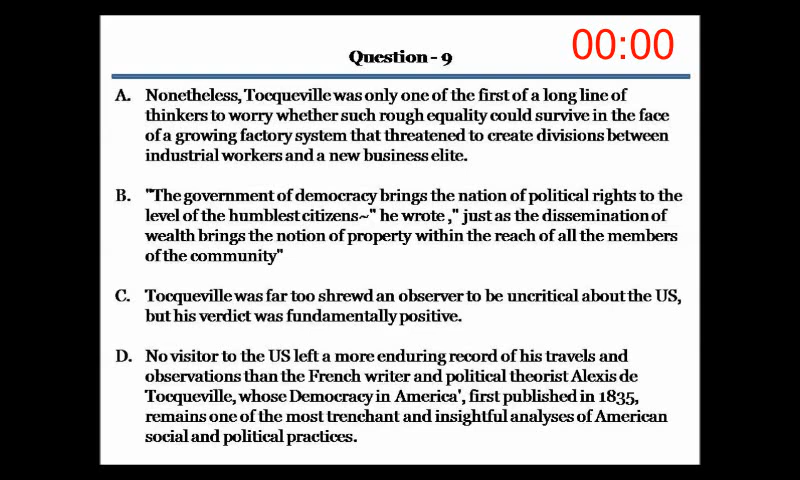 00:00
Question - 9
A. Nonetheless, Tocqueville was only one of the first of a long line of
thinkers to worry whether such rough equality could survive in the face
of a growing factory system that threatened to create divisions between
industrial workers and a new business elite.
B. "The government of democracy brings the nation of political rights to the
level of the humblest citizens~" he wrote ," just as the dissemination of
wealth brings the notion of property within the reach of all the members
of the community"
C. Tocqueville was far too shrewd an observer to be uncritical about the US,
but his verdict was fundamentally positive.
D. No visitor to the US left a more enduring record of his travels and
observations than the French writer and political theorist Alexis de
Tocqueville, whose Democracy in America', first published in 1835,
remains one of the most trenchant and insightful analyses of American
social and political practices.